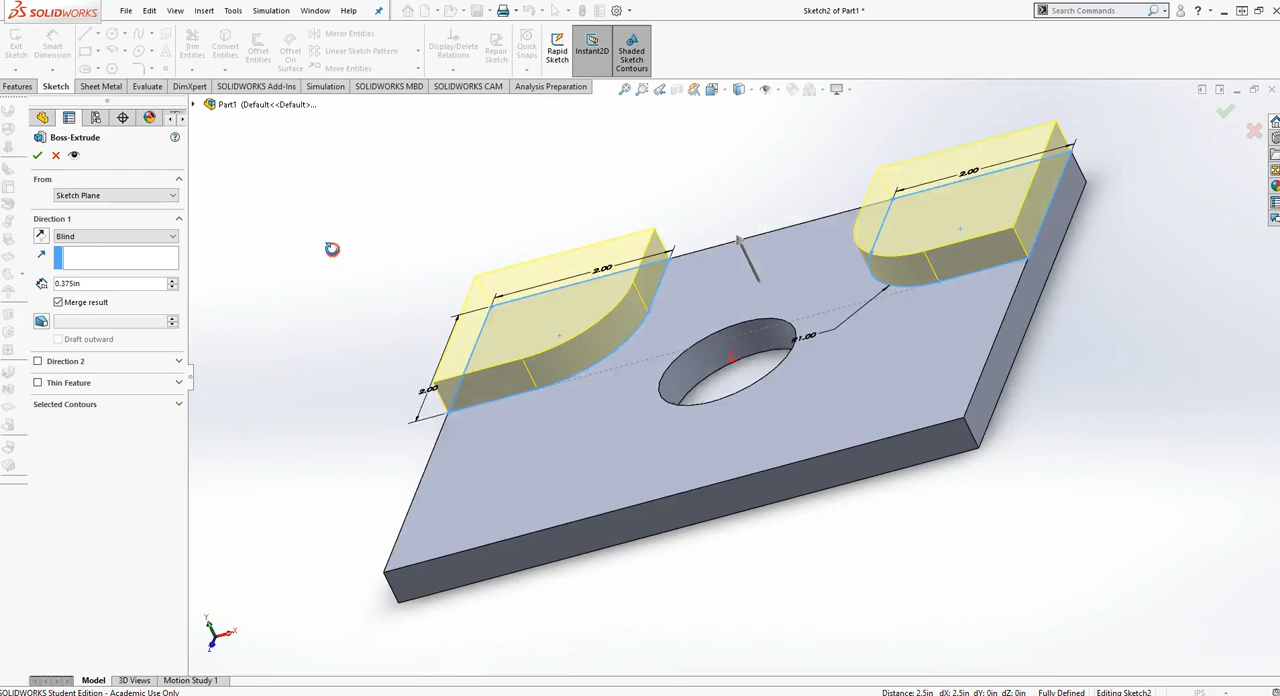 SOLIDWORKS File Edit View Insert Tools Simulation Window Help Sketch2 of Part1 * Search Commands ?
Exit Sketch Smart Dimension Trim Entities Convert Entities Offset Entities Offset On Surface Mirror Entities Linear Sketch Pattern Move Entities Display/Delete Relations Repair Sketch Quick Snaps Rapid Sketch Instant2D Shaded Sketch Contours
Features Sketch Sheet Metal Evaluate DimXpert SOLIDWORKS Add-Ins Simulation SOLIDWORKS MBD SOLIDWORKS CAM Analysis Preparation
Part1 (Default<<Default>...
Boss-Extrude
From
Sketch Plane
Direction 1
Blind
0.375in
Merge result
Draft outward
Direction 2
Thin Feature
Selected Contours
2.00
2.00
2.00
R1.00
Y
X
Z
Model 3D Views Motion Study 1
SOLIDWORKS Student Edition - Academic Use Only Distance: 2.5in dX: 2.5in dY: 0in dZ: 0in Fully Defined Editing Sketch2 IPS